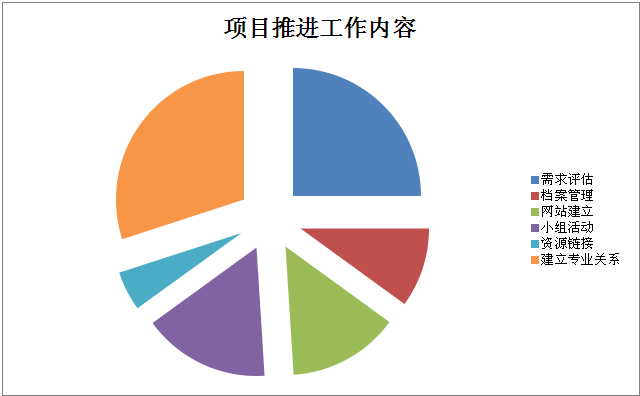 项目推进工作内容
需求评估
档案管理
网站建立
小组活动
资源链接
建立专业关系